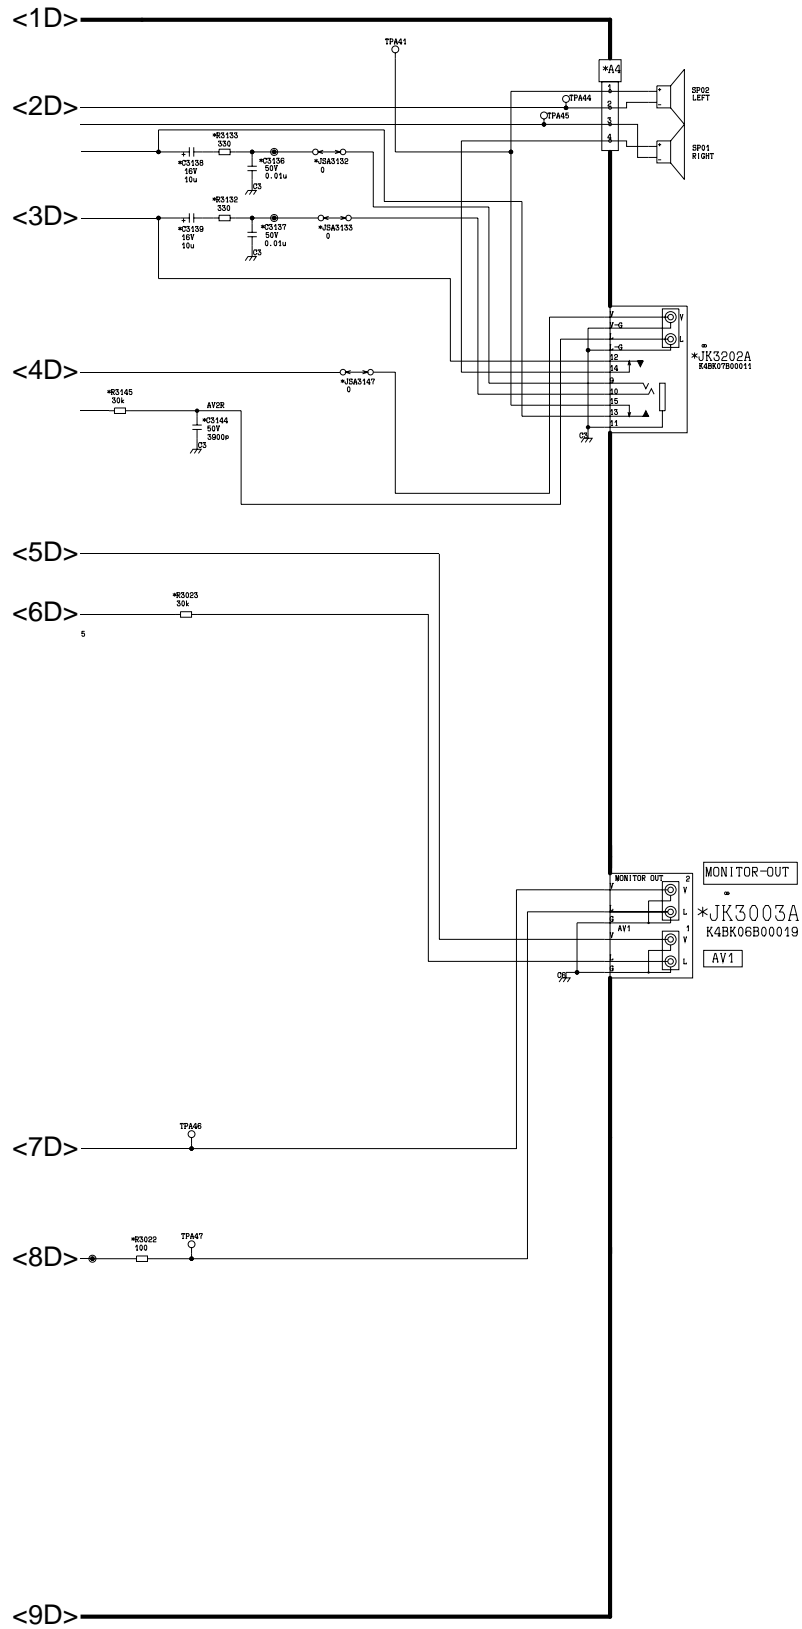 <1D>
TPA41
*A4
1
2
3
4
SP02
LEFT
SP01
RIGHT
<2D>
TPA44
TPA45
*R3133
330
*C3138
16V
10u
*C3136
50V
0.01u
C3
*JSA3132
0
<3D>
*R3132
330
*C3139
16V
10u
*C3137
50V
0.01u
C3
*JSA3133
0
V
V-G
L
L-G
12
14
9
10
15
13
11
V
L
*JK3202A
K4BK07B00011
C3
<4D>
*JSA3147
0
*R3145
30k
AV2R
*C3144
50V
3900p
C3
<5D>
<6D>
*R3023
30k
5
MONITOR OUT
2
V
L
G
V
L
AV1
1
V
L
G
V
L
MONITOR-OUT
*JK3003A
K4BK06B00019
AV1
<7D>
TPA46
<8D>
*R3022
100
TPA47
<9D>